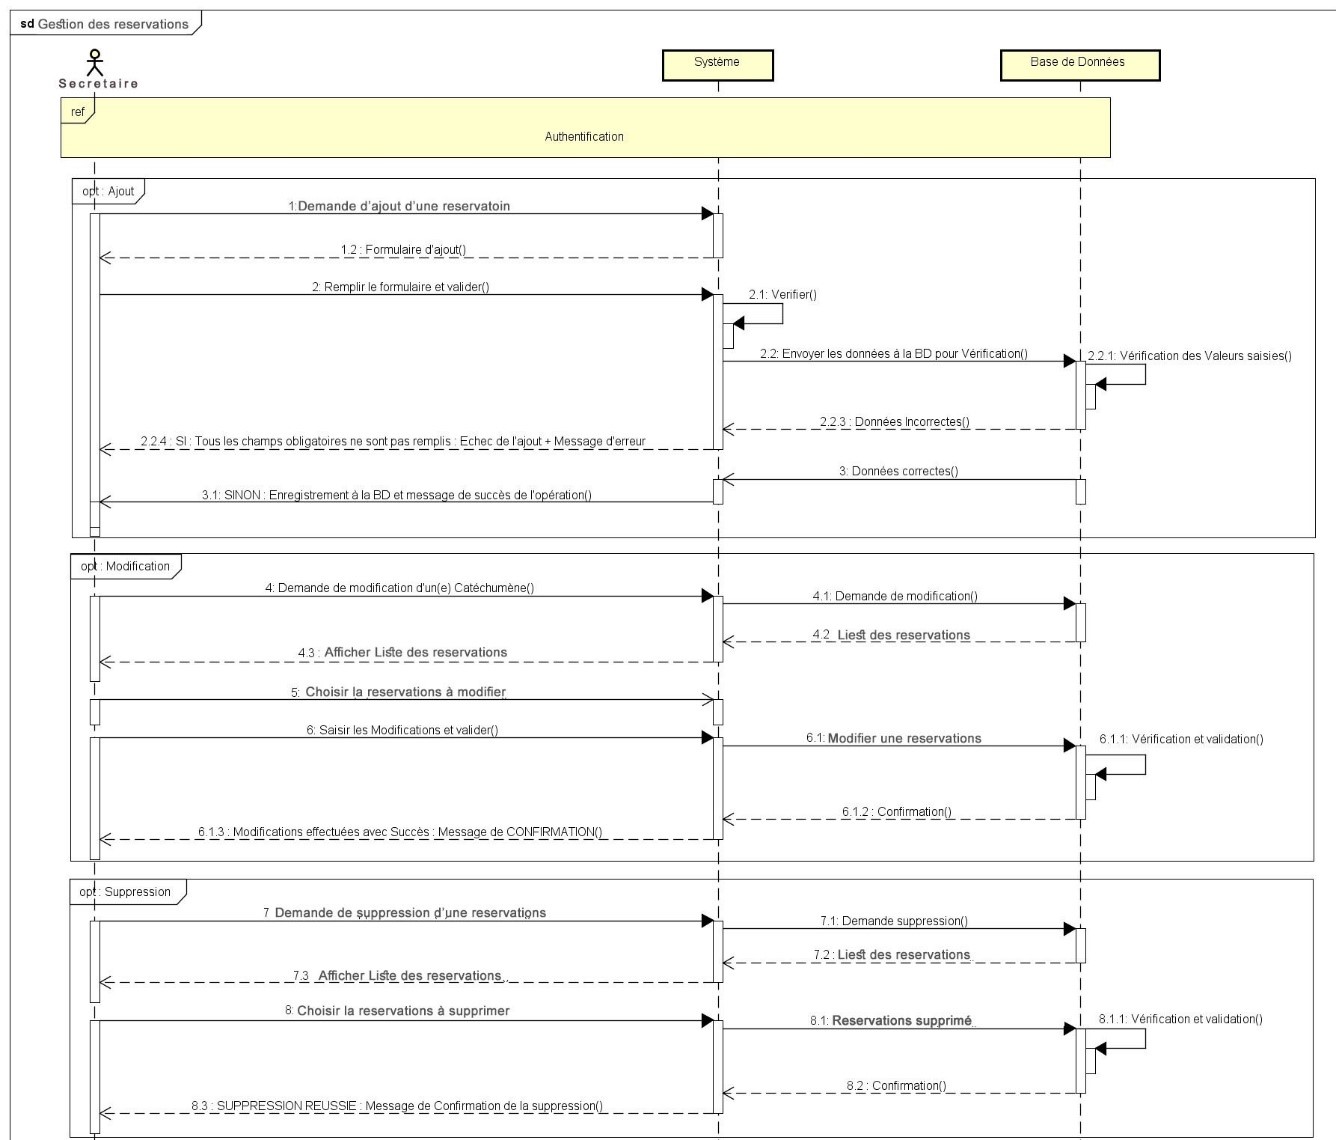 sd Gestion des reservations
Secretaire
Système
Base de Données
ref
Authentification
opt : Ajout
1:Demande d'ajout d'une reservatoin
1.2 : Formulaire d'ajout()
2: Remplir le formulaire et valider()
2.1: Verifier()
2.2: Envoyer les données à la BD pour Vérification()
2.2.1: Vérification des Valeurs saisies()
2.2.3 : Données Incorrectes()
2.2.4 : SI : Tous les champs obligatoires ne sont pas remplis : Echec de l'ajout + Message d'erreur
3: Données correctes()
3.1: SINON : Enregistrement à la BD et message de succès de l'opération()
opt : Modification
4: Demande de modification d'un(e) Catéchumène()
4.1: Demande de modification()
4.2 Liest des reservations
4.3 : Afficher Liste des reservations
5: Choisir la reservations à modifier
6: Saisir les Modifications et valider()
6.1: Modifier une reservations
6.1.1: Vérification et validation()
6.1.2 : Confirmation()
6.1.3 : Modifications effectuées avec Succès : Message de CONFIRMATION()
opt : Suppression
7 Demande de suppression d'une reservations
7.1: Demande suppression()
7.2 : Liest des reservations
7.3 Afficher Liste des reservations
8: Choisir la reservations à supprimer
8.1: Reservations supprimé
8.1.1: Vérification et validation()
8.2 : Confirmation()
8.3 : SUPPRESSION REUSSIE : Message de Confirmation de la suppression()